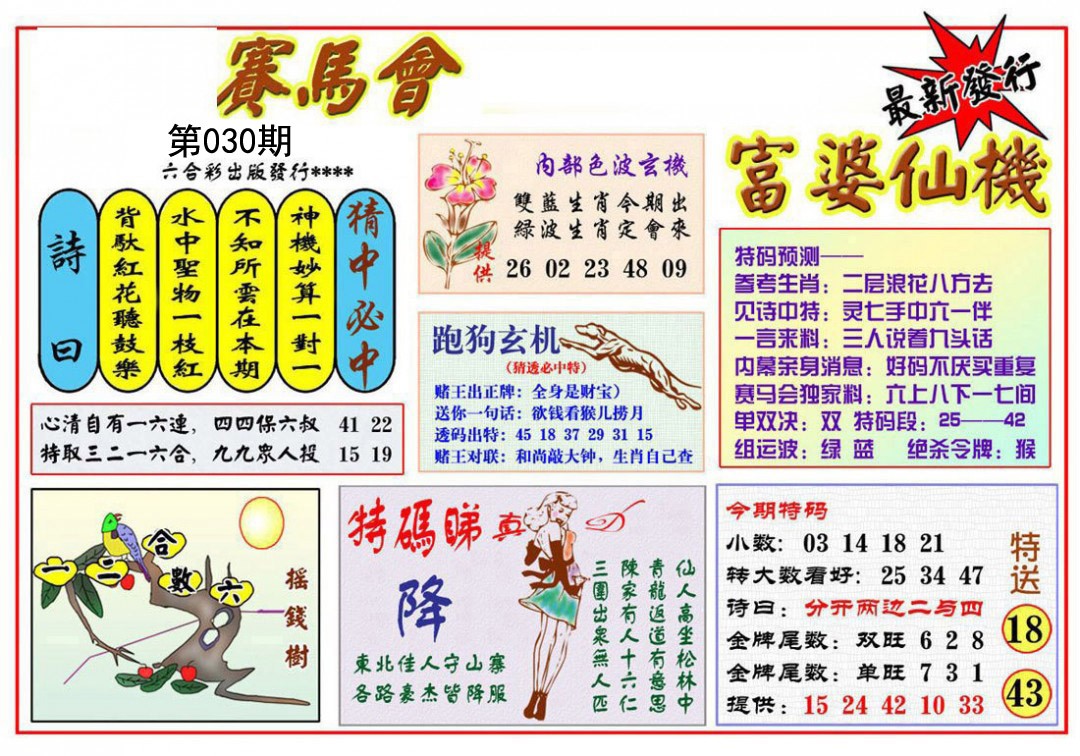 賽馬會
第030期
六合彩出版發行****
最新發行
富婆仙機
詩曰
背馱紅花聽鼓樂
水中聖物一枝紅
不知所雲在本期
神機妙算一對一
猜中必中
心清自有一六連，四四保六叔 41 22
特取三二一六合，九九眾人投 15 19
內部色波玄機
雙藍生肖今期出
綠波生肖定會來
提供
26 02 23 48 09
跑狗玄机
（猜透必中特）
赌王出正牌：全身是财宝）
送你一句话：欲钱看猴儿捞月
透码出特：45 18 37 29 31 15
赌王对联：和尚敲大钟，生肖自己查
特码预测——
参考生肖：二层浪花八方去
见诗中特：灵七手中六一伴
一言来料：三人说着九头话
内幕亲身消息：好码不厌买重复
赛马会独家料：六上八下一七间
单双决：双 特码段：25——42
组运波：绿 蓝 绝杀令牌：猴
一二合數六
搖錢樹
特碼睇真D
降
東北佳人守山寨
各路豪杰皆降服
仙人高坐松林中
青龍返道有意思
陳家有人十六仁
三圍出泉無人匹
今期特码
小数：03 14 18 21
转大数看好：25 34 47
诗曰：分开两边二与四
金牌尾数：双旺 6 2 8
金牌尾数：单旺 7 3 1
提供：15 24 42 10 33
特送
18
43